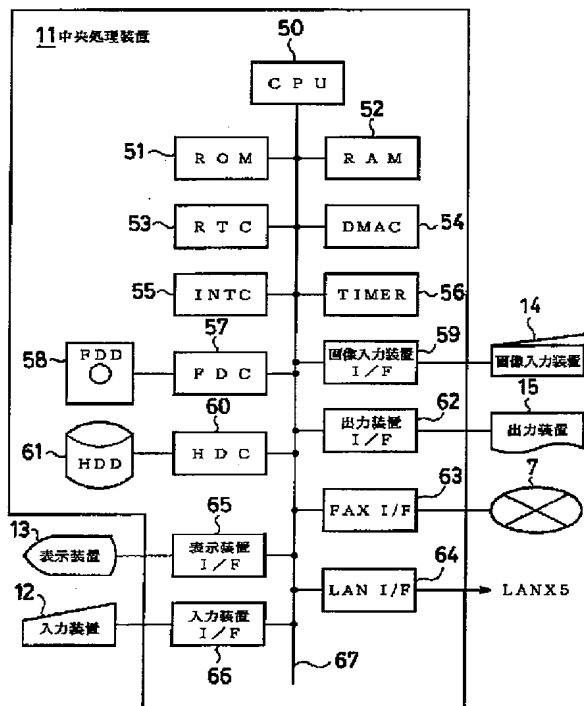 11 中央処理装置
50
CPU
51
ROM
52
RAM
53
RTC
DMAC
54
55
INTC
TIMER
56
58
FDD
57
FDC
59
画像入力装置
I/F
14
画像入力装置
61
HDD
60
HDC
62
出力装置
I/F
15
出力装置
63
FAX I/F
7
13
表示装置
65
表示装置
I/F
64
LAN I/F
LANX5
12
入力装置
入力装置
I/F
66
67